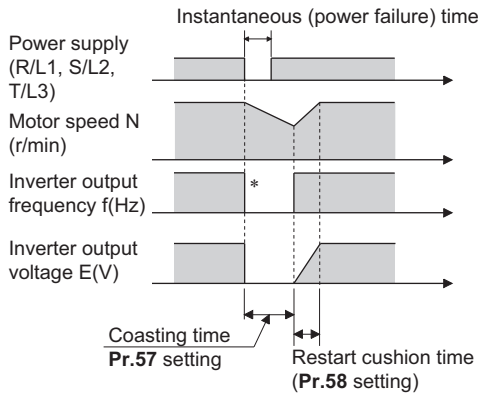 Instantaneous (power failure) time
Power supply
(R/L1, S/L2,
T/L3)
Motor speed N
(r/min)
Inverter output
frequency f(Hz)
*
Inverter output
voltage E(V)
Coasting time
Pr.57 setting
Restart cushion time
(Pr.58 setting)